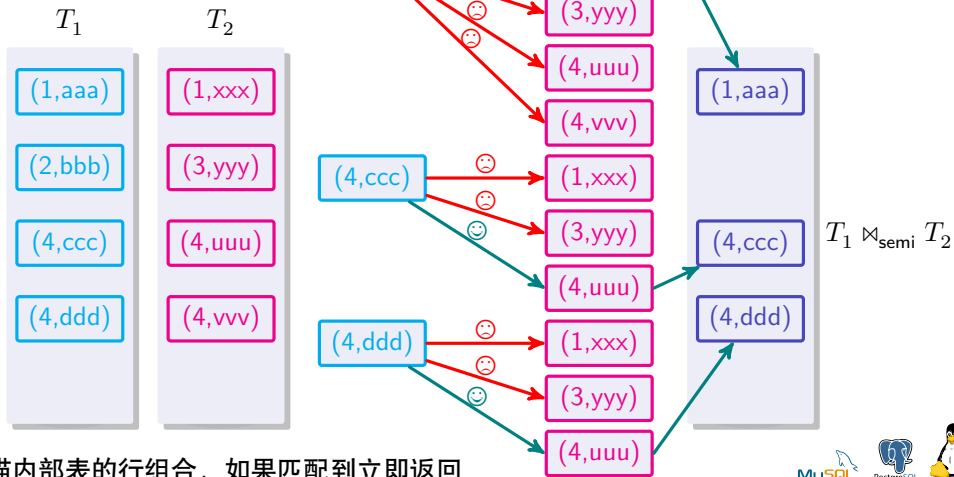 T1 T2
(1,aaa)
(2,bbb)
(4,ccc)
(4,ddd)
(1,xxx)
(3,yyy)
(4,uuu)
(4,vvv)
(3,yyy)
(4,uuu)
(4,vvv)
(4,ccc)
(1,xxx)
(3,yyy)
(4,uuu)
(4,ddd)
(1,xxx)
(3,yyy)
(4,uuu)
(1,aaa)
(4,ccc)
(4,ddd)
T1 ⋈semi T2
描内部表的行组合，如果匹配到立即返回
MySQL
PostgreSQL